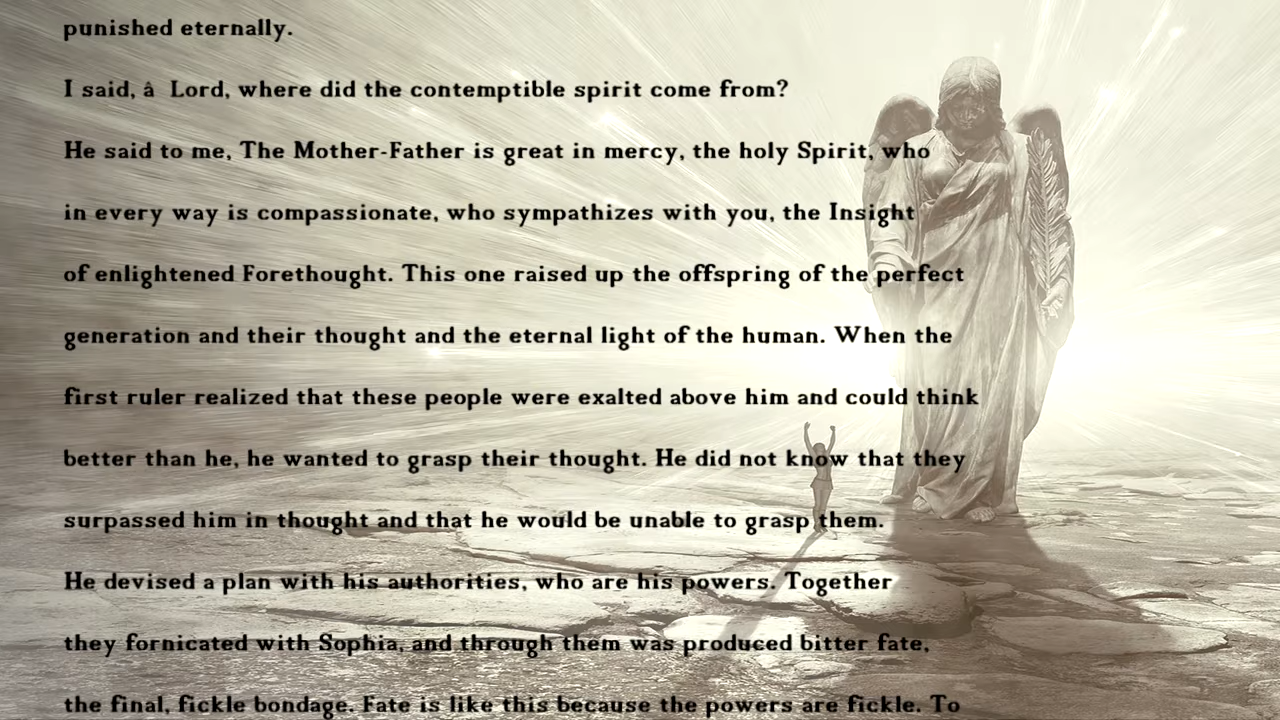 punished eternally.
I said, â  Lord, where did the contemptible spirit come from?
He said to me, The Mother-Father is great in mercy, the holy Spirit, who
in every way is compassionate, who sympathizes with you, the Insight
of enlightened Forethought. This one raised up the offspring of the perfect
generation and their thought and the eternal light of the human. When the
first ruler realized that these people were exalted above him and could think
better than he, he wanted to grasp their thought. He did not know that they
surpassed him in thought and that he would be unable to grasp them.
He devised a plan with his authorities, who are his powers. Together
they fornicated with Sophia, and through them was produced bitter fate,
the final, fickle bondage. Fate is like this because the powers are fickle. To